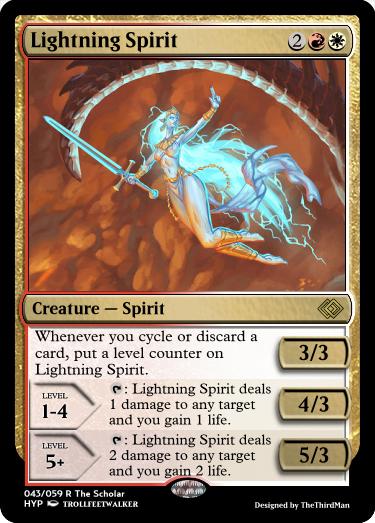 Lightning Spirit 2
Creature — Spirit
Whenever you cycle or discard a
card, put a level counter on
Lightning Spirit.
3/3
LEVEL
1-4
: Lightning Spirit deals
1 damage to any target
and you gain 1 life.
4/3
LEVEL
5+
: Lightning Spirit deals
2 damage to any target
and you gain 2 life.
5/3
043/059 R The Scholar
HYP TROLLFEETWALKER
Designed by TheThirdMan